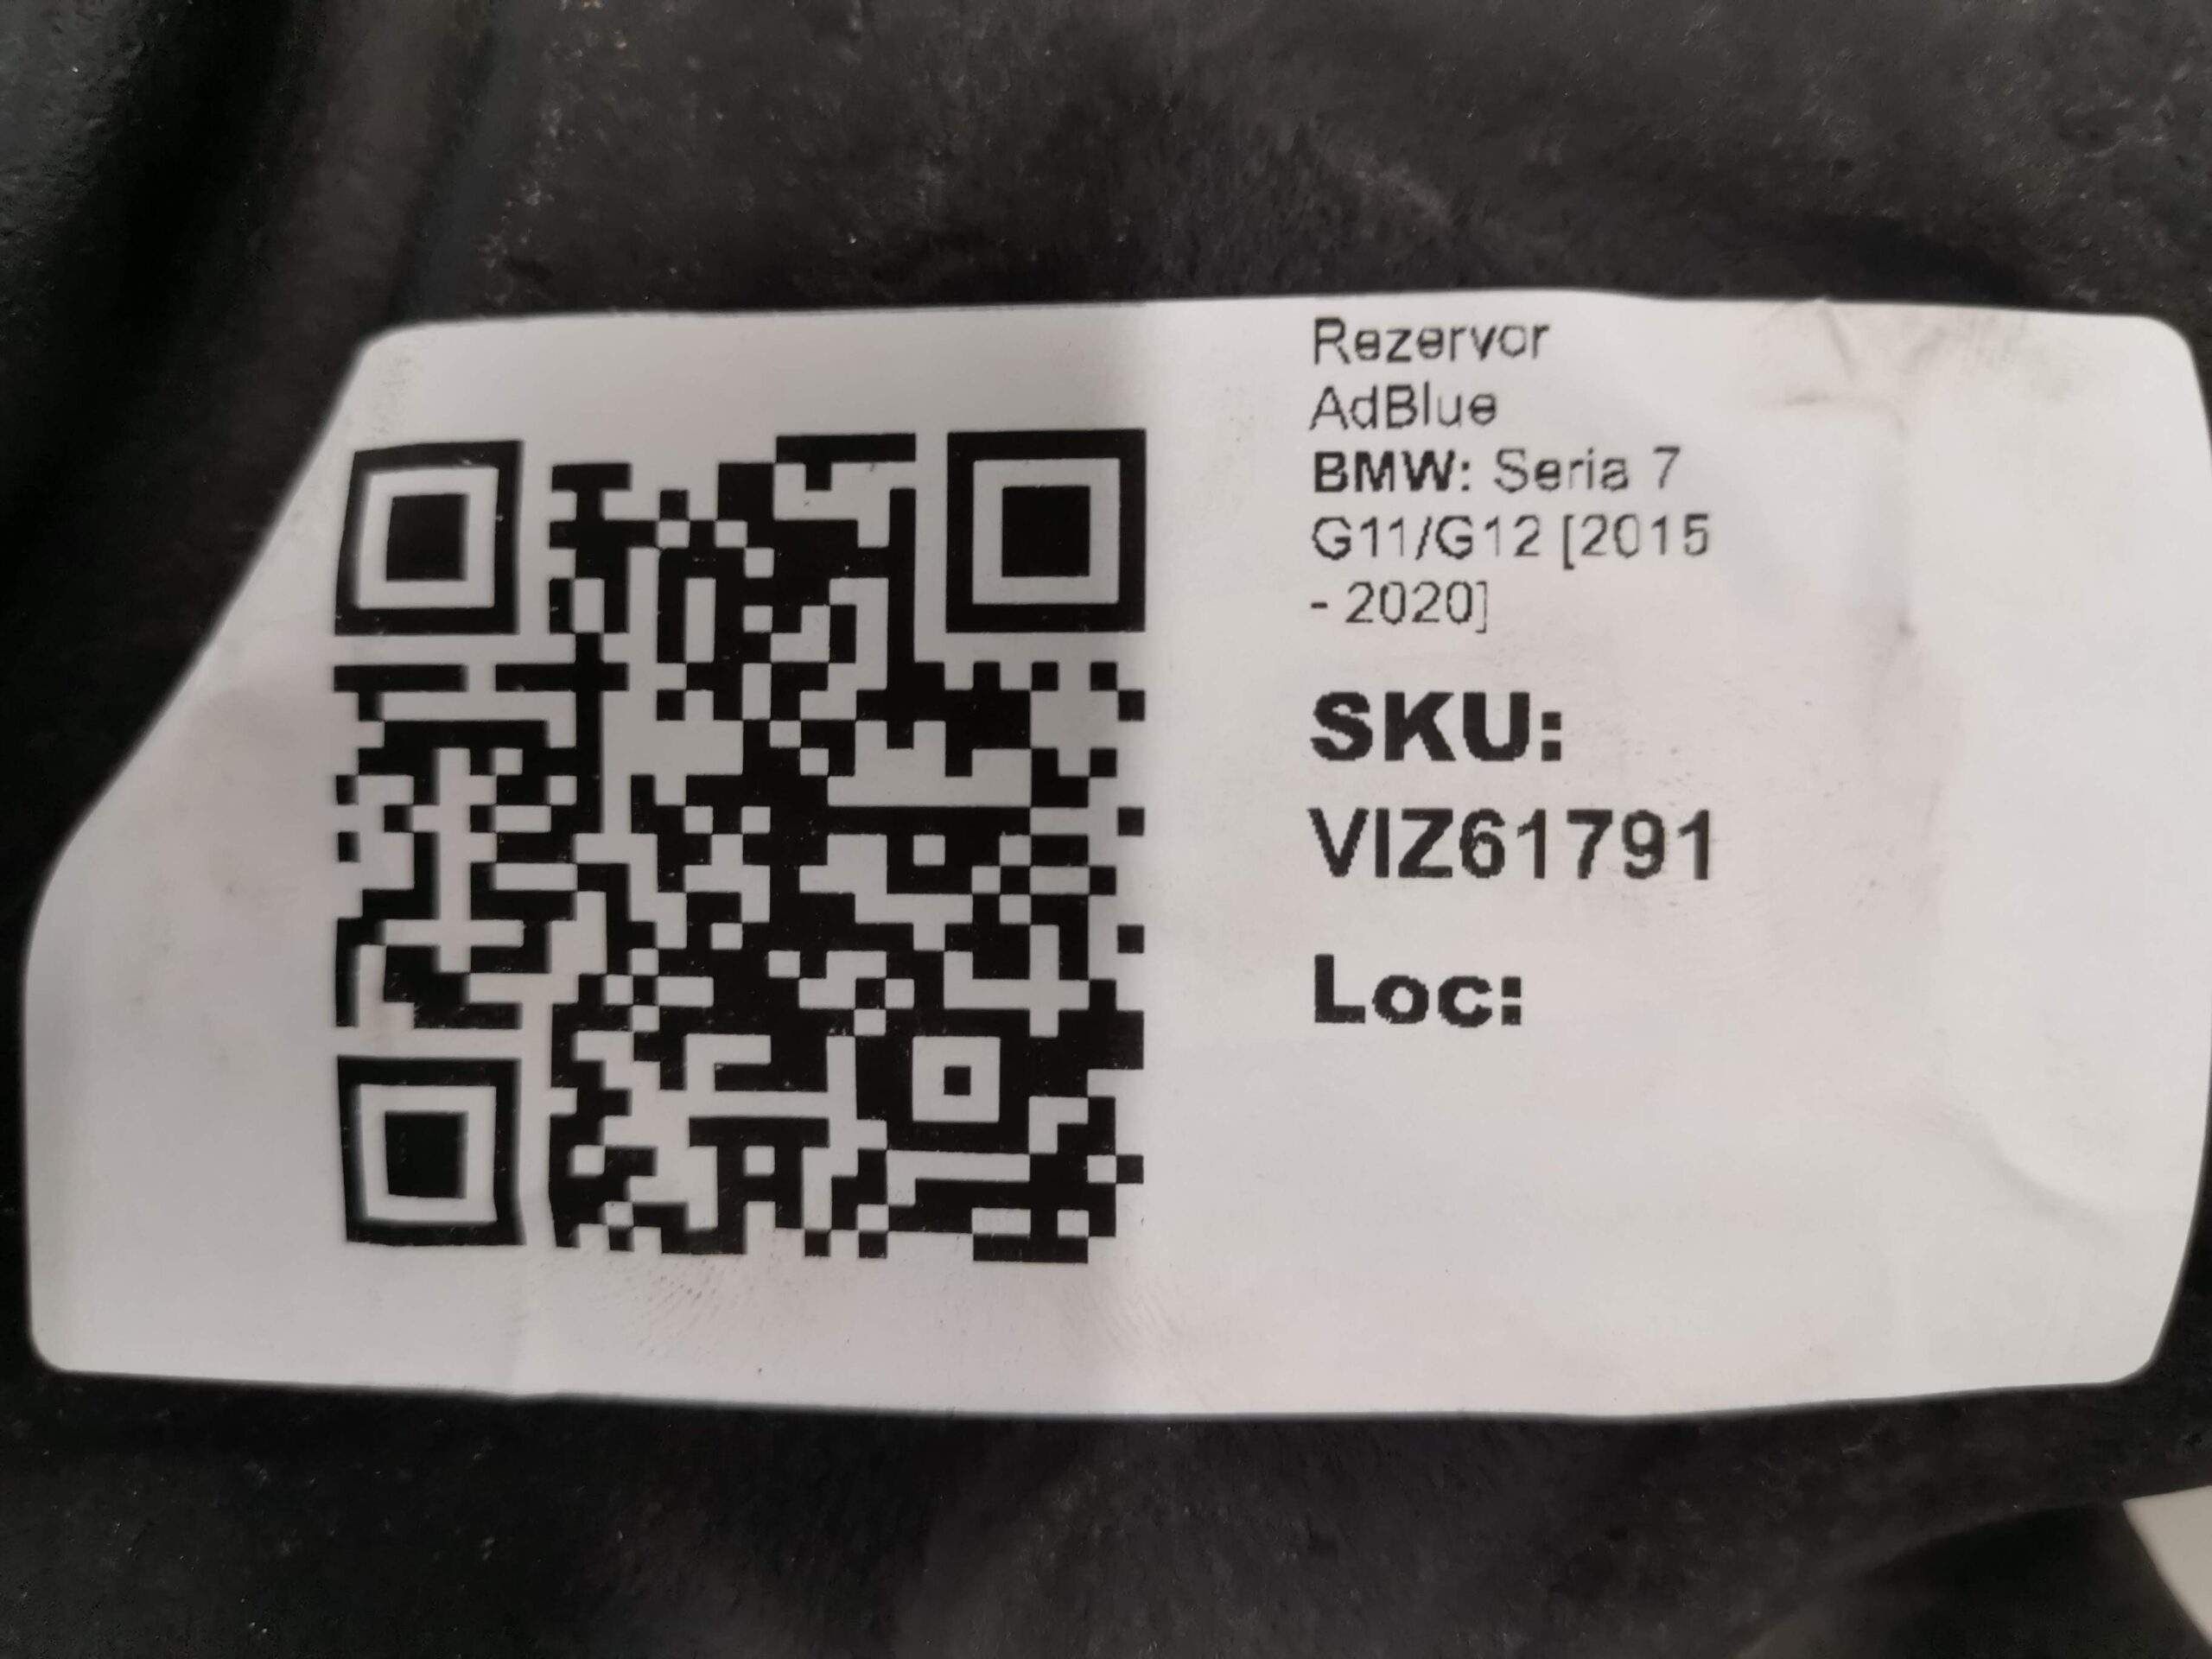 Rezervor
AdBlue
BMW: Seria 7
G11/G12 [2015
- 2020]
SKU:
VIZ61791
Loc: